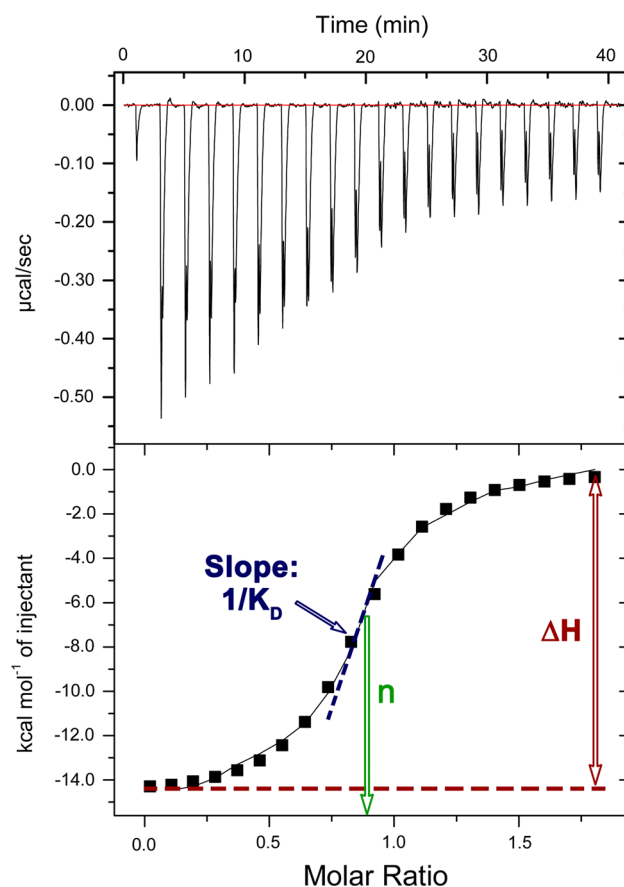 Time (min)
0 10 20 30 40
0.00
-0.10
-0.20
-0.30
-0.40
-0.50
µcal/sec
0.0
-2.0
-4.0
-6.0
-8.0
-10.0
-12.0
-14.0
kcal mol⁻¹ of injectant
Slope:
1/K_D
n
ΔH
0.0 0.5 1.0 1.5
Molar Ratio